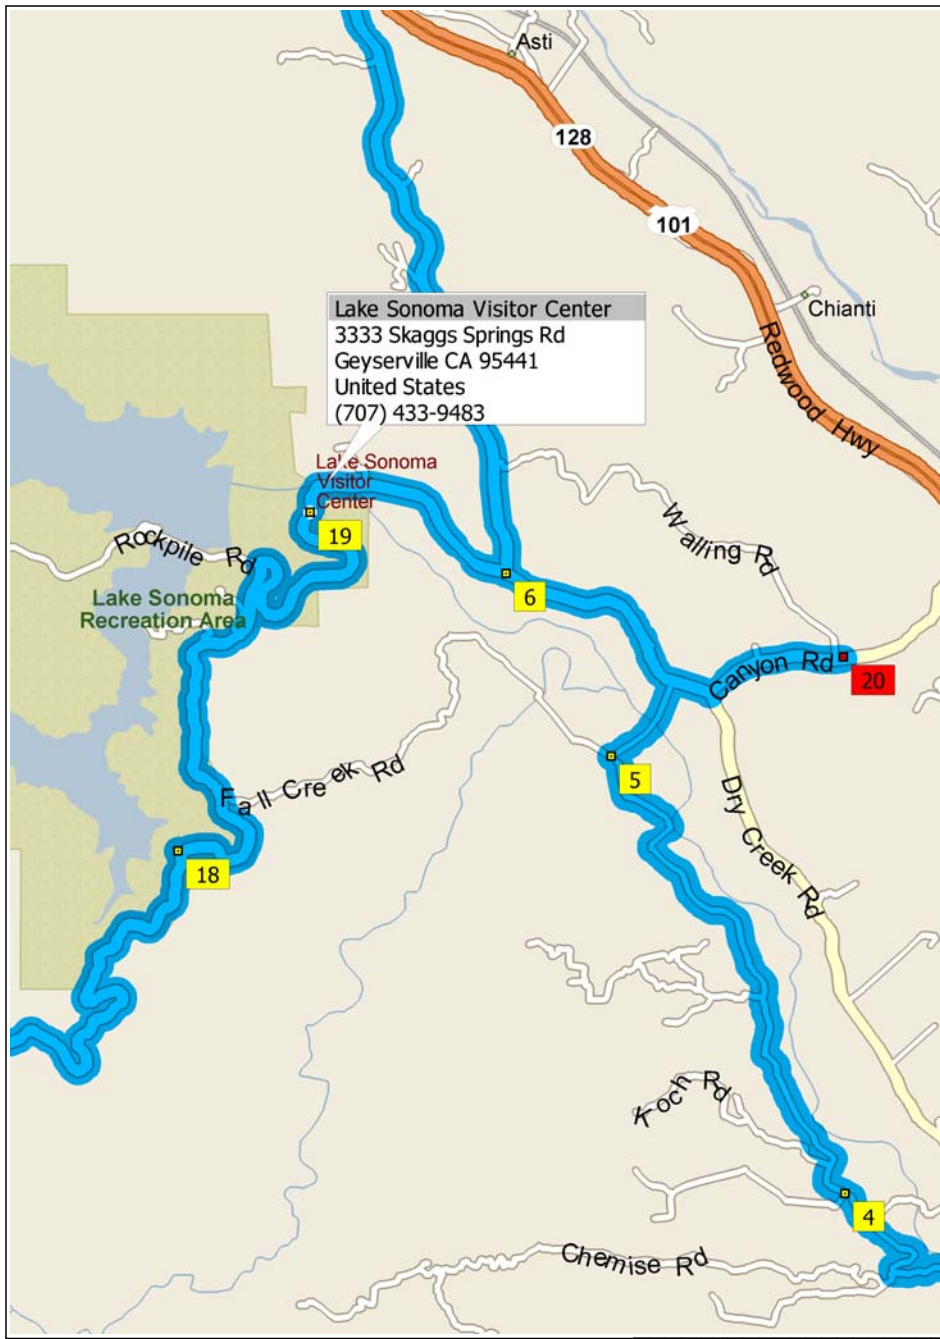 Asti
128
101
Chianti
Redwood Hwy
Lake Sonoma Visitor Center
3333 Skaggs Springs Rd
Geyserville CA 95441
United States
(707) 433-9483
Lake Sonoma
Visitor
Center
19
Rockpile Rd
Lake Sonoma
Recreation Area
6
Walling Rd
Canyon Rd
20
5
Fall Creek Rd
Dry Creek Rd
18
Koch Rd
4
Chemise Rd